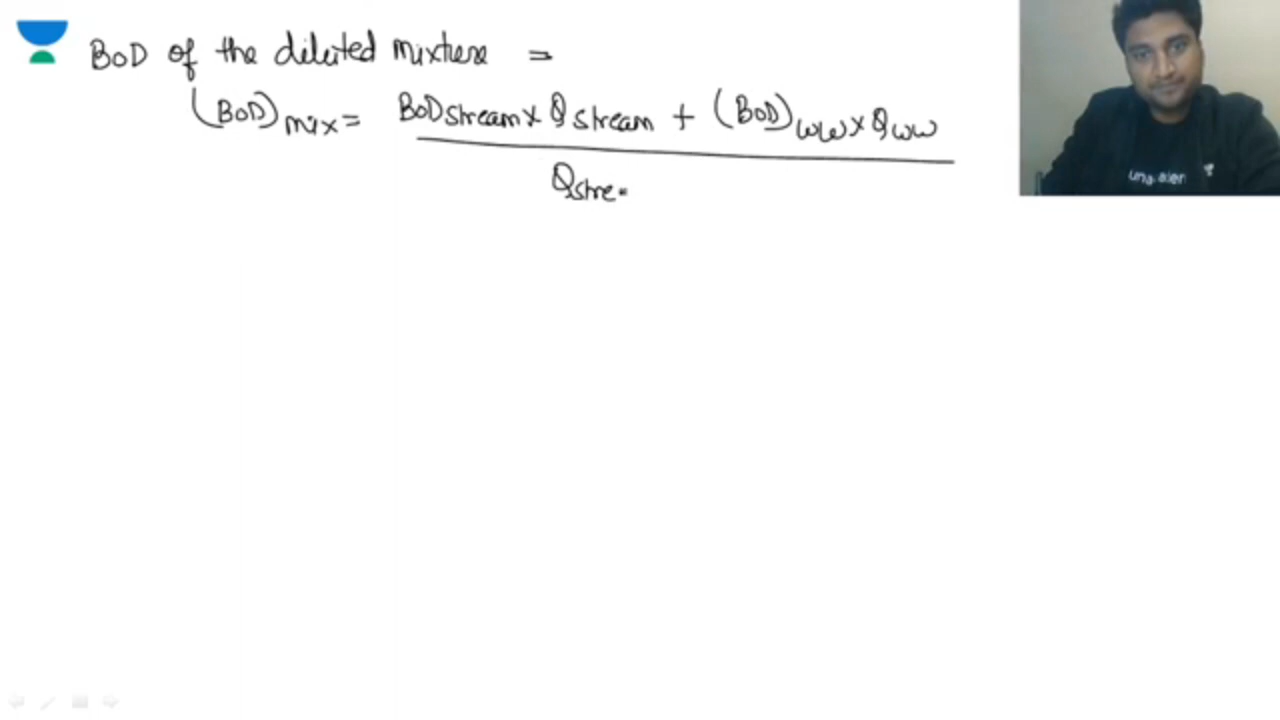 BOD of the diluted mixture =
(BOD)mix = BODstream x Qstream + (BOD)ww x Qww
Qstre